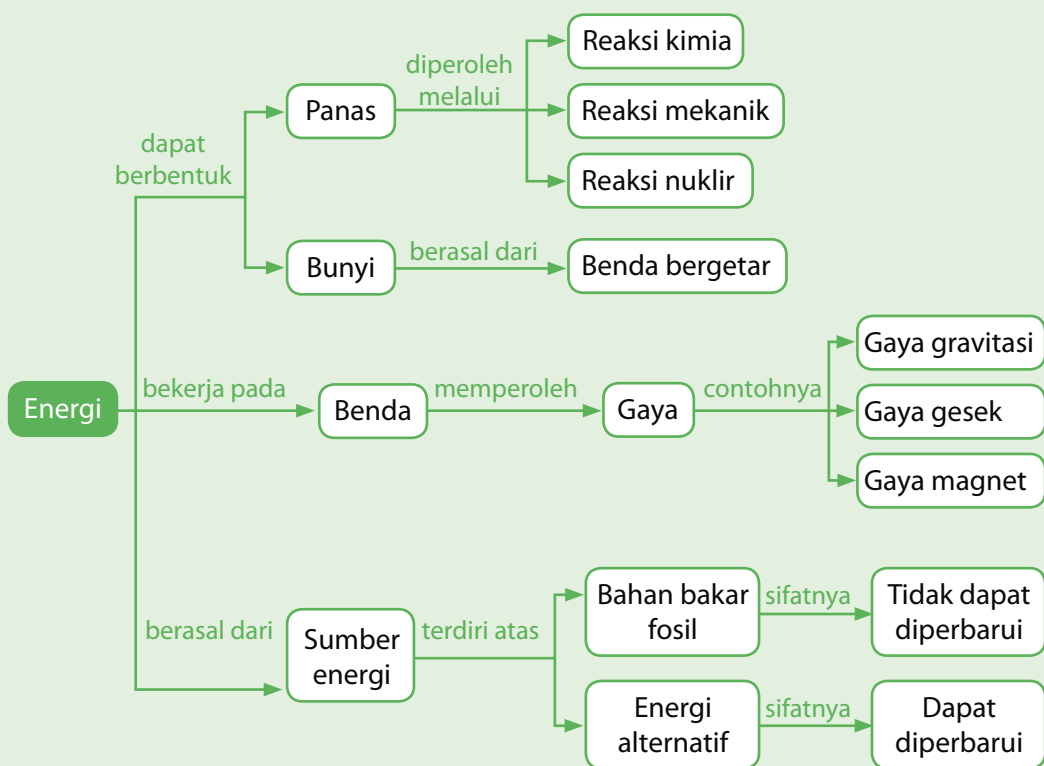 Energi
dapat
berbentuk
Panas
diperoleh
melalui
Reaksi kimia
Reaksi mekanik
Reaksi nuklir
Bunyi
berasal dari
Benda bergetar
bekerja pada
Benda
memperoleh
Gaya
contohnya
Gaya gravitasi
Gaya gesek
Gaya magnet
berasal dari
Sumber
energi
terdiri atas
Bahan bakar
fosil
sifatnya
Tidak dapat
diperbarui
Energi
alternatif
sifatnya
Dapat
diperbarui